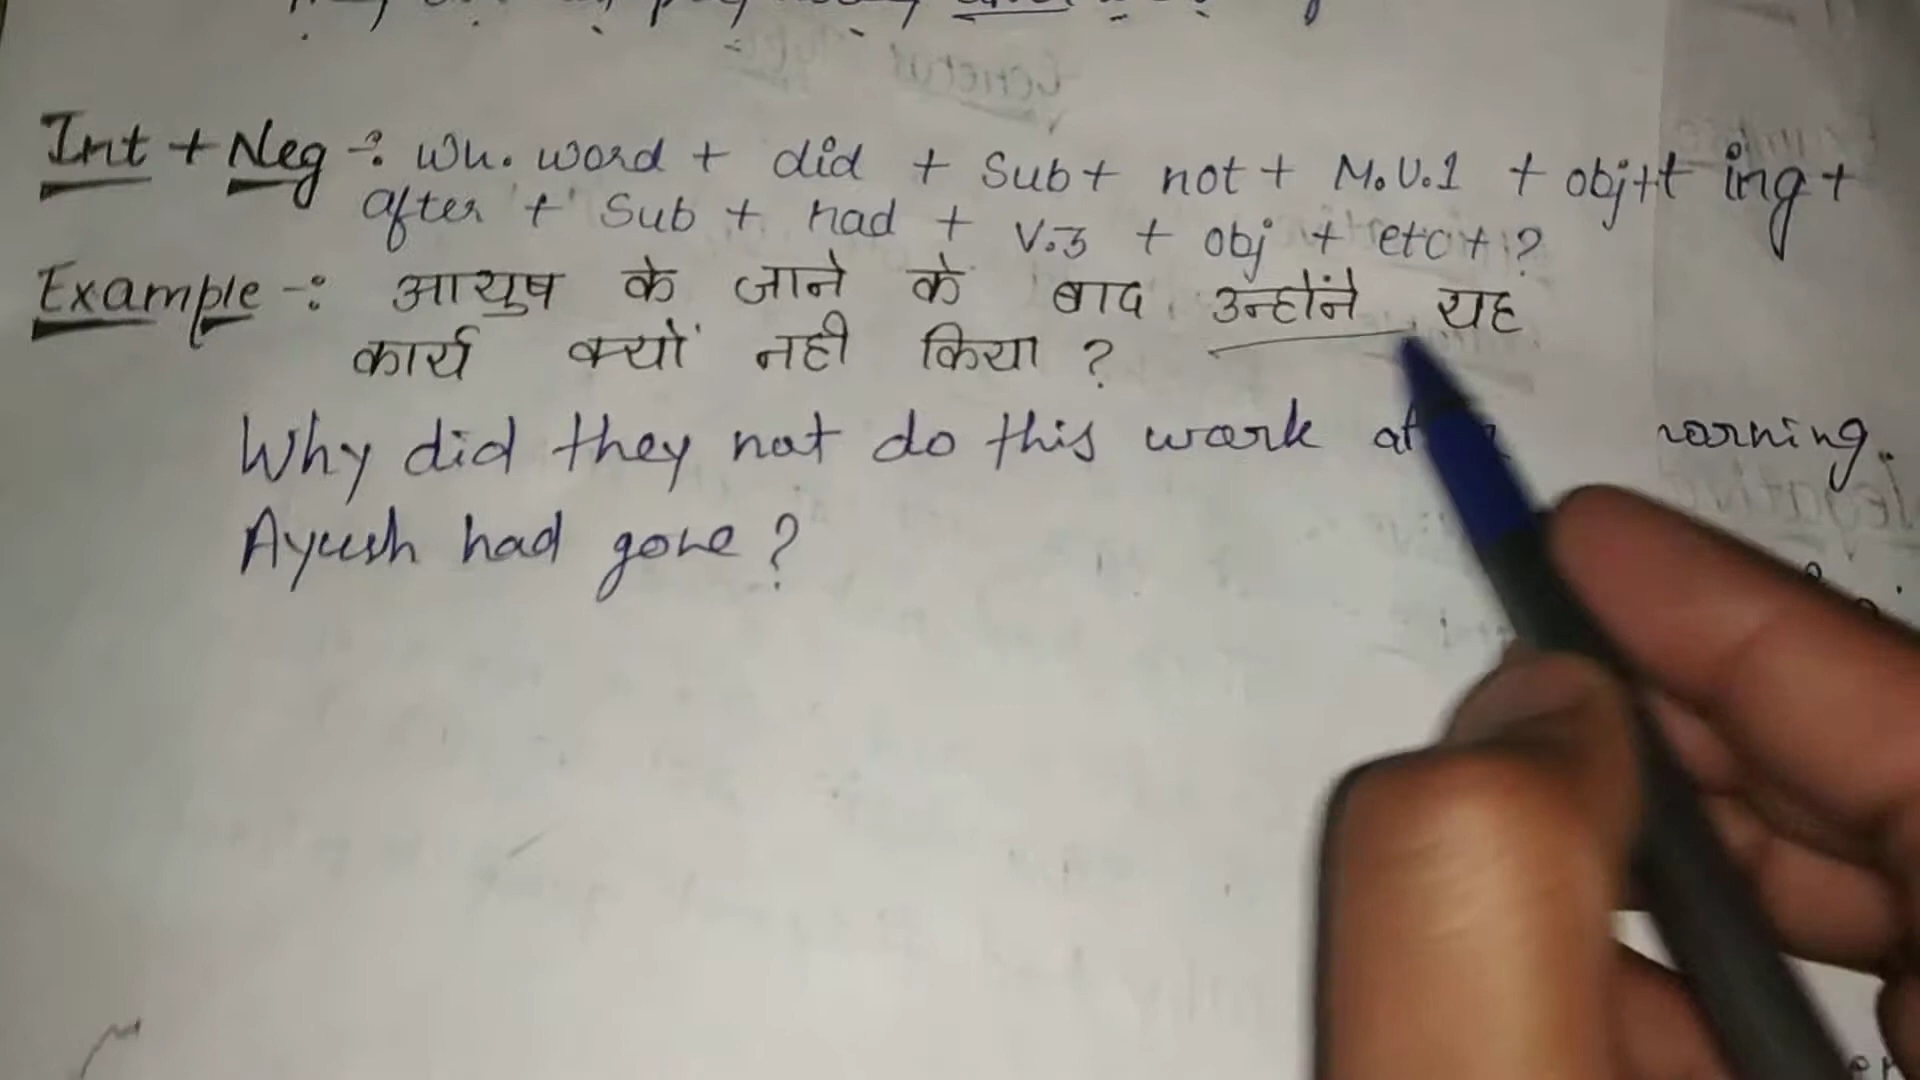 Int + Neg -: Wh. word + did + Sub + not + M.V.1 + obj+t ing +
after + Sub + had + V.3 + obj + etc + ?
Example -: आयुष के जाने के बाद उन्होंने यह
कार्य क्यों नही किया ?
Why did they not do this work
Ayush had gone ?